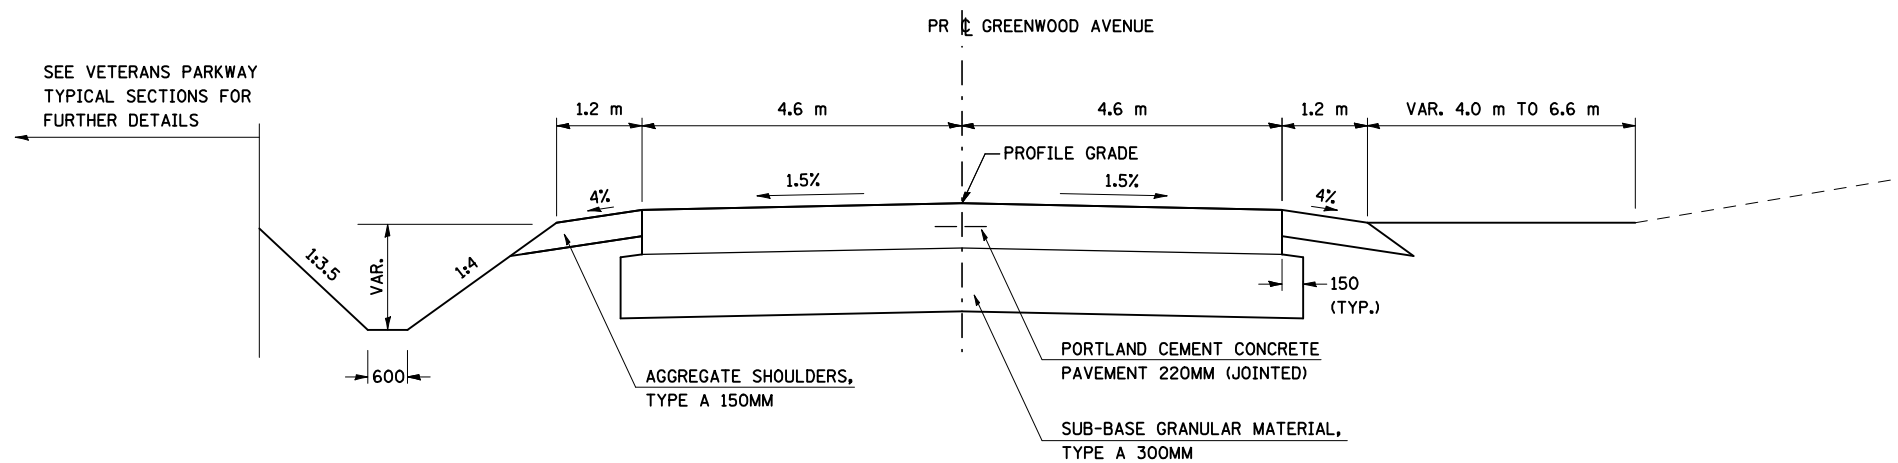 PR ℄ GREENWOOD AVENUE
SEE VETERANS PARKWAY
TYPICAL SECTIONS FOR
FURTHER DETAILS
1.2 m
4.6 m
4.6 m
1.2 m
VAR. 4.0 m TO 6.6 m
PROFILE GRADE
4%
1.5%
1.5%
4%
1:3.5
VAR.
1:4
150
(TYP.)
600
AGGREGATE SHOULDERS,
TYPE A 150MM
PORTLAND CEMENT CONCRETE
PAVEMENT 220MM (JOINTED)
SUB-BASE GRANULAR MATERIAL,
TYPE A 300MM